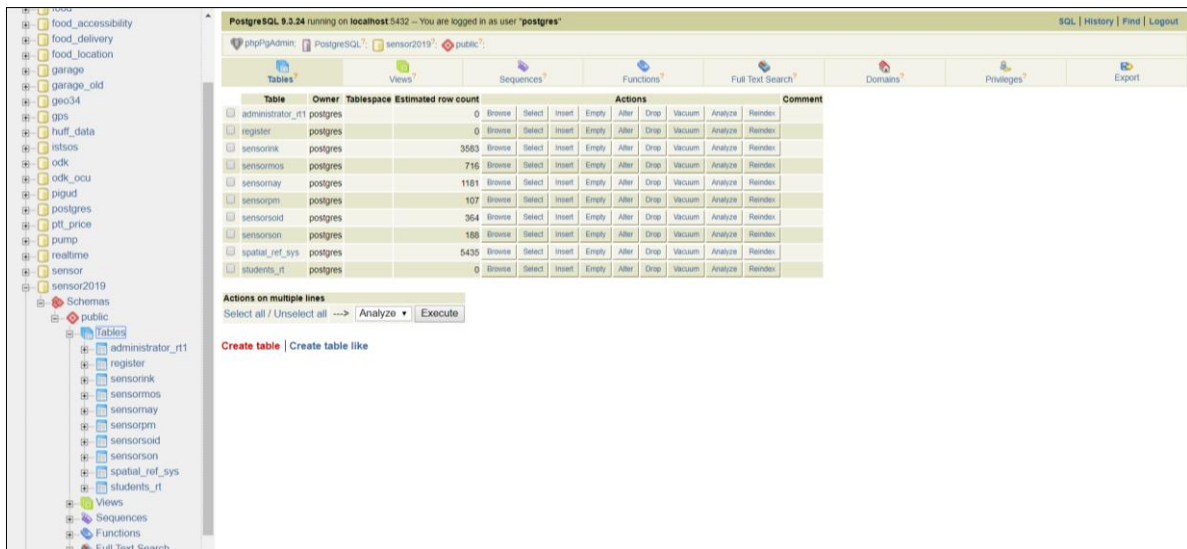 food
food_accessibility
food_delivery
food_location
garage
garage_old
geo34
gps
huff_data
istsos
odk
odk_ocu
pigud
postgres
ptt_price
pump
realtime
sensor
sensor2019
Schemas
public
Tables
administrator_rt1
register
sensorink
sensormos
sensornay
sensorpm
sensorsoid
sensorson
spatial_ref_sys
students_rt
Views
Sequences
Functions
Full Text Search
PostgreSQL 9.3.24 running on localhost:5432 -- You are logged in as user "postgres" SQL | History | Find | Logout
phpPgAdmin: PostgreSQL?: sensor2019?: public?:
Tables? Views? Sequences? Functions? Full Text Search? Domains? Privileges? Export
Table Owner Tablespace Estimated row count Actions Comment
administrator_rt1 postgres 0 Browse Select Insert Empty Alter Drop Vacuum Analyze Reindex
register postgres 0 Browse Select Insert Empty Alter Drop Vacuum Analyze Reindex
sensorink postgres 3583 Browse Select Insert Empty Alter Drop Vacuum Analyze Reindex
sensormos postgres 716 Browse Select Insert Empty Alter Drop Vacuum Analyze Reindex
sensornay postgres 1181 Browse Select Insert Empty Alter Drop Vacuum Analyze Reindex
sensorpm postgres 107 Browse Select Insert Empty Alter Drop Vacuum Analyze Reindex
sensorsoid postgres 364 Browse Select Insert Empty Alter Drop Vacuum Analyze Reindex
sensorson postgres 188 Browse Select Insert Empty Alter Drop Vacuum Analyze Reindex
spatial_ref_sys postgres 5435 Browse Select Insert Empty Alter Drop Vacuum Analyze Reindex
students_rt postgres 0 Browse Select Insert Empty Alter Drop Vacuum Analyze Reindex
Actions on multiple lines
Select all / Unselect all ---> Analyze Execute
Create table | Create table like